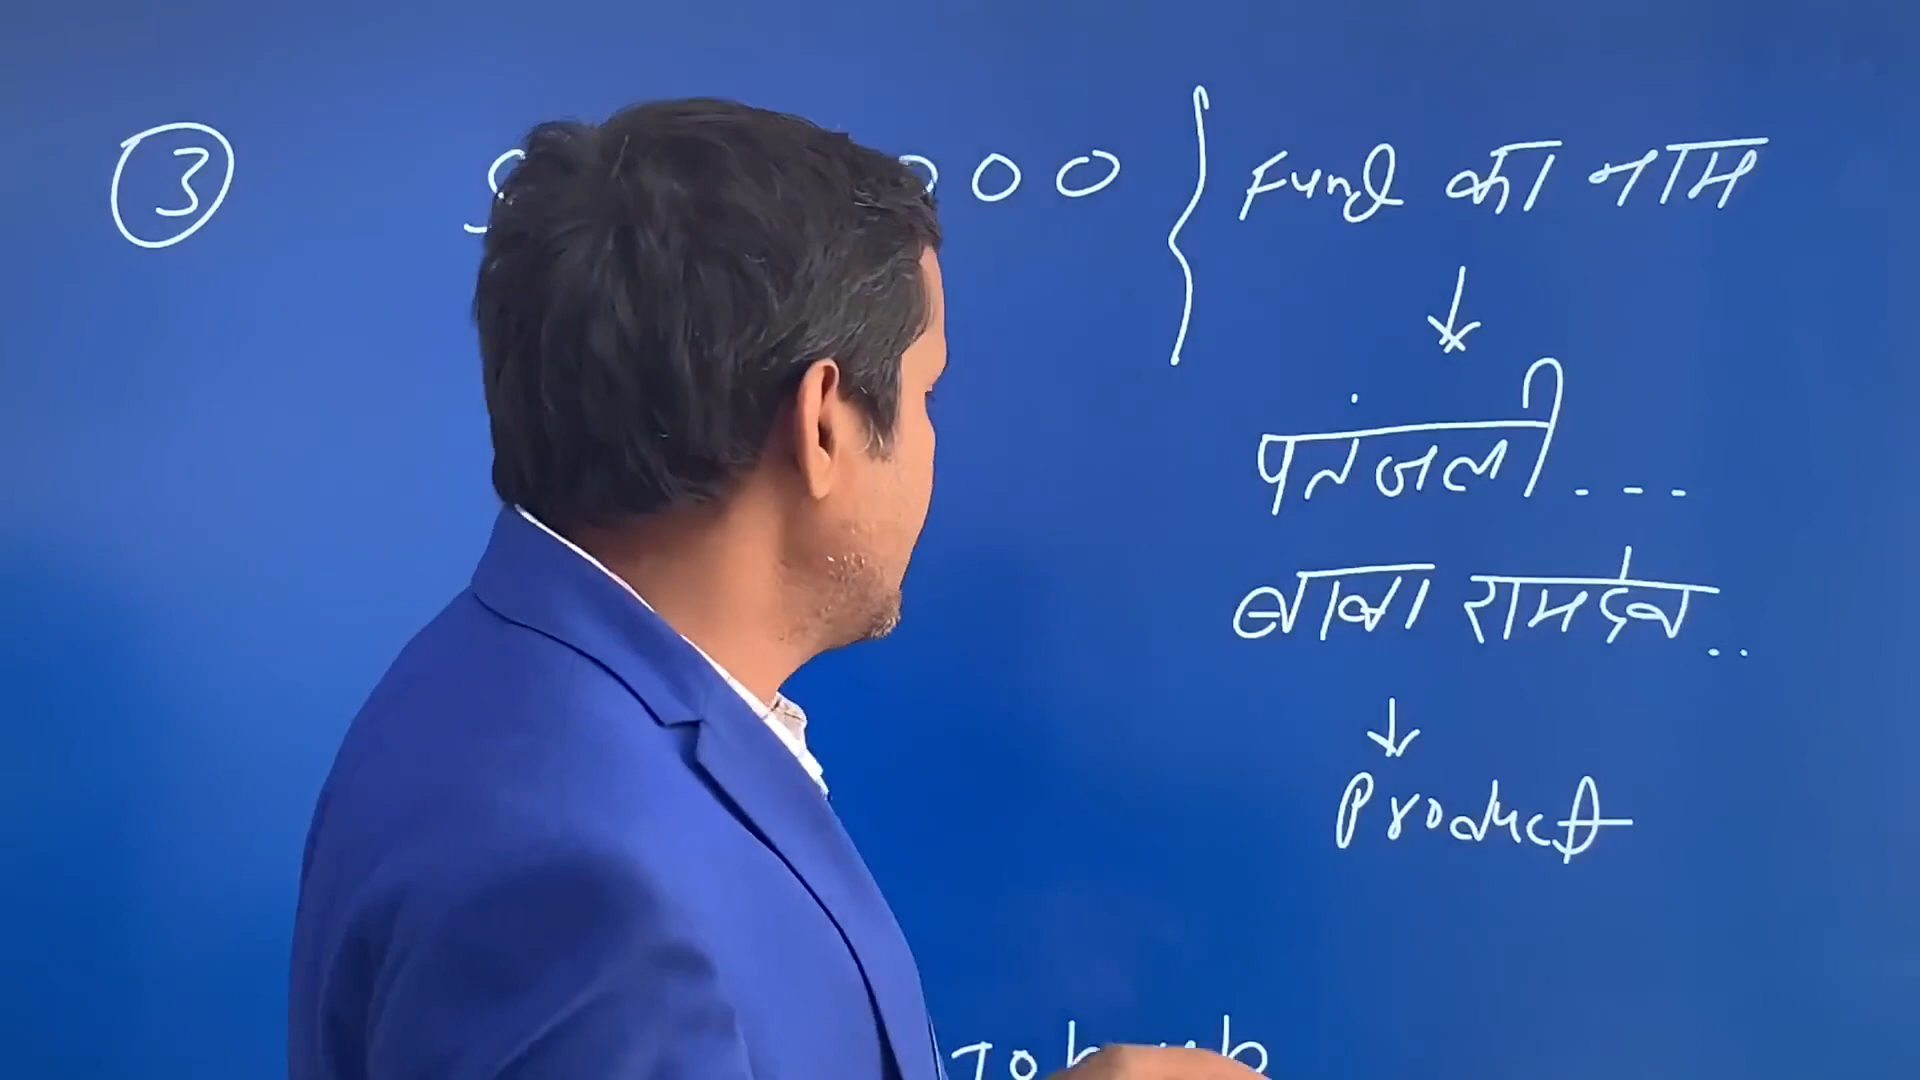 ③ 000 } Fund का नाम
↓
पतंजली...
बाबा रामदेव..
↓
Product